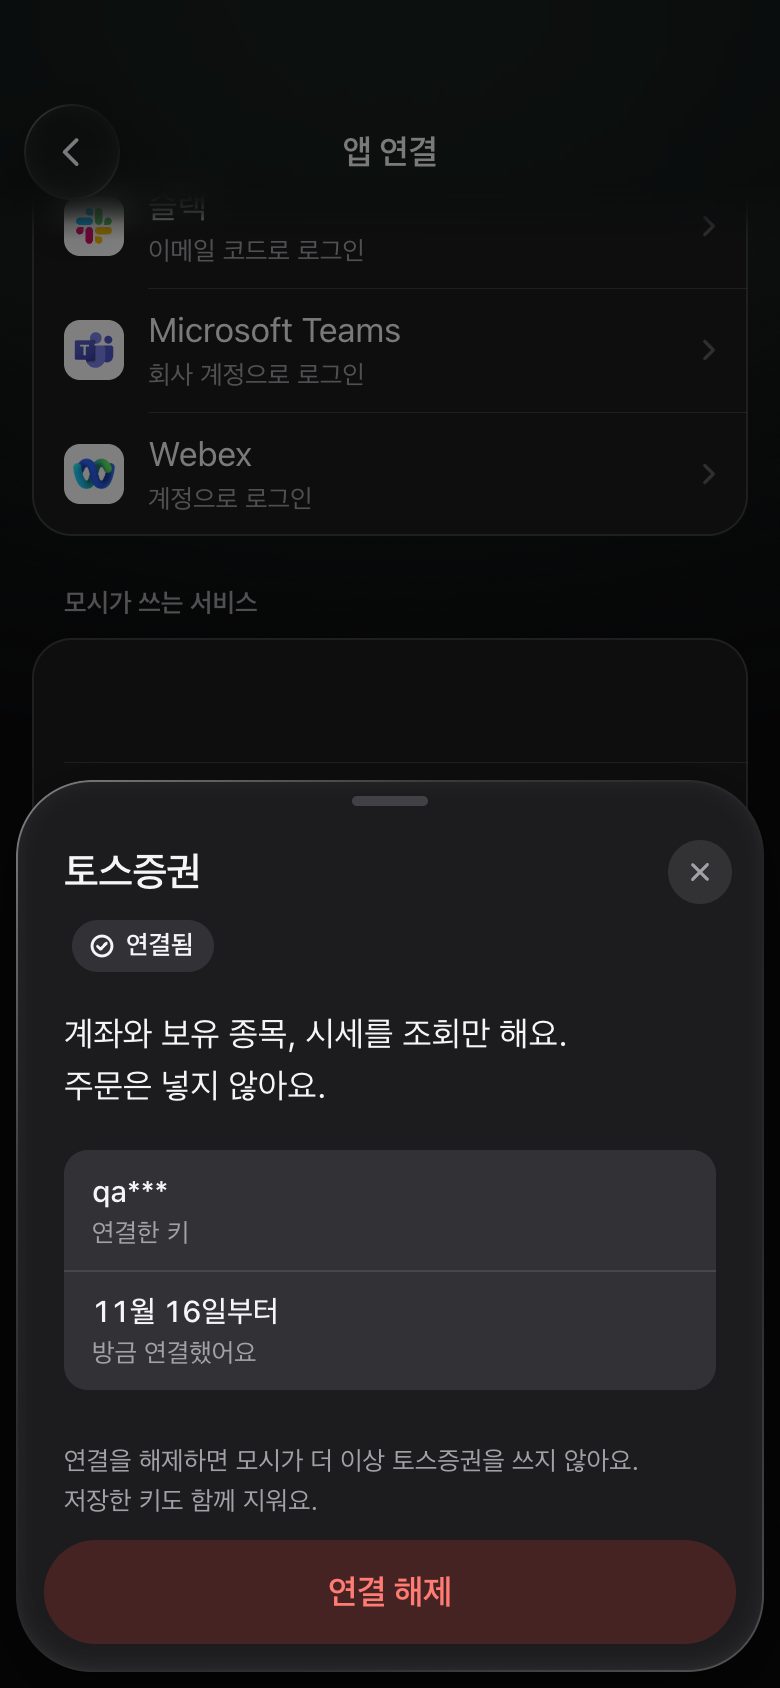 앱 연결
슬랙
이메일 코드로 로그인
Microsoft Teams
회사 계정으로 로그인
Webex
계정으로 로그인
모시가 쓰는 서비스
토스증권
연결됨
계좌와 보유 종목, 시세를 조회만 해요.
주문은 넣지 않아요.
qa***
연결한 키
11월 16일부터
방금 연결했어요
연결을 해제하면 모시가 더 이상 토스증권을 쓰지 않아요.
저장한 키도 함께 지워요.
연결 해제